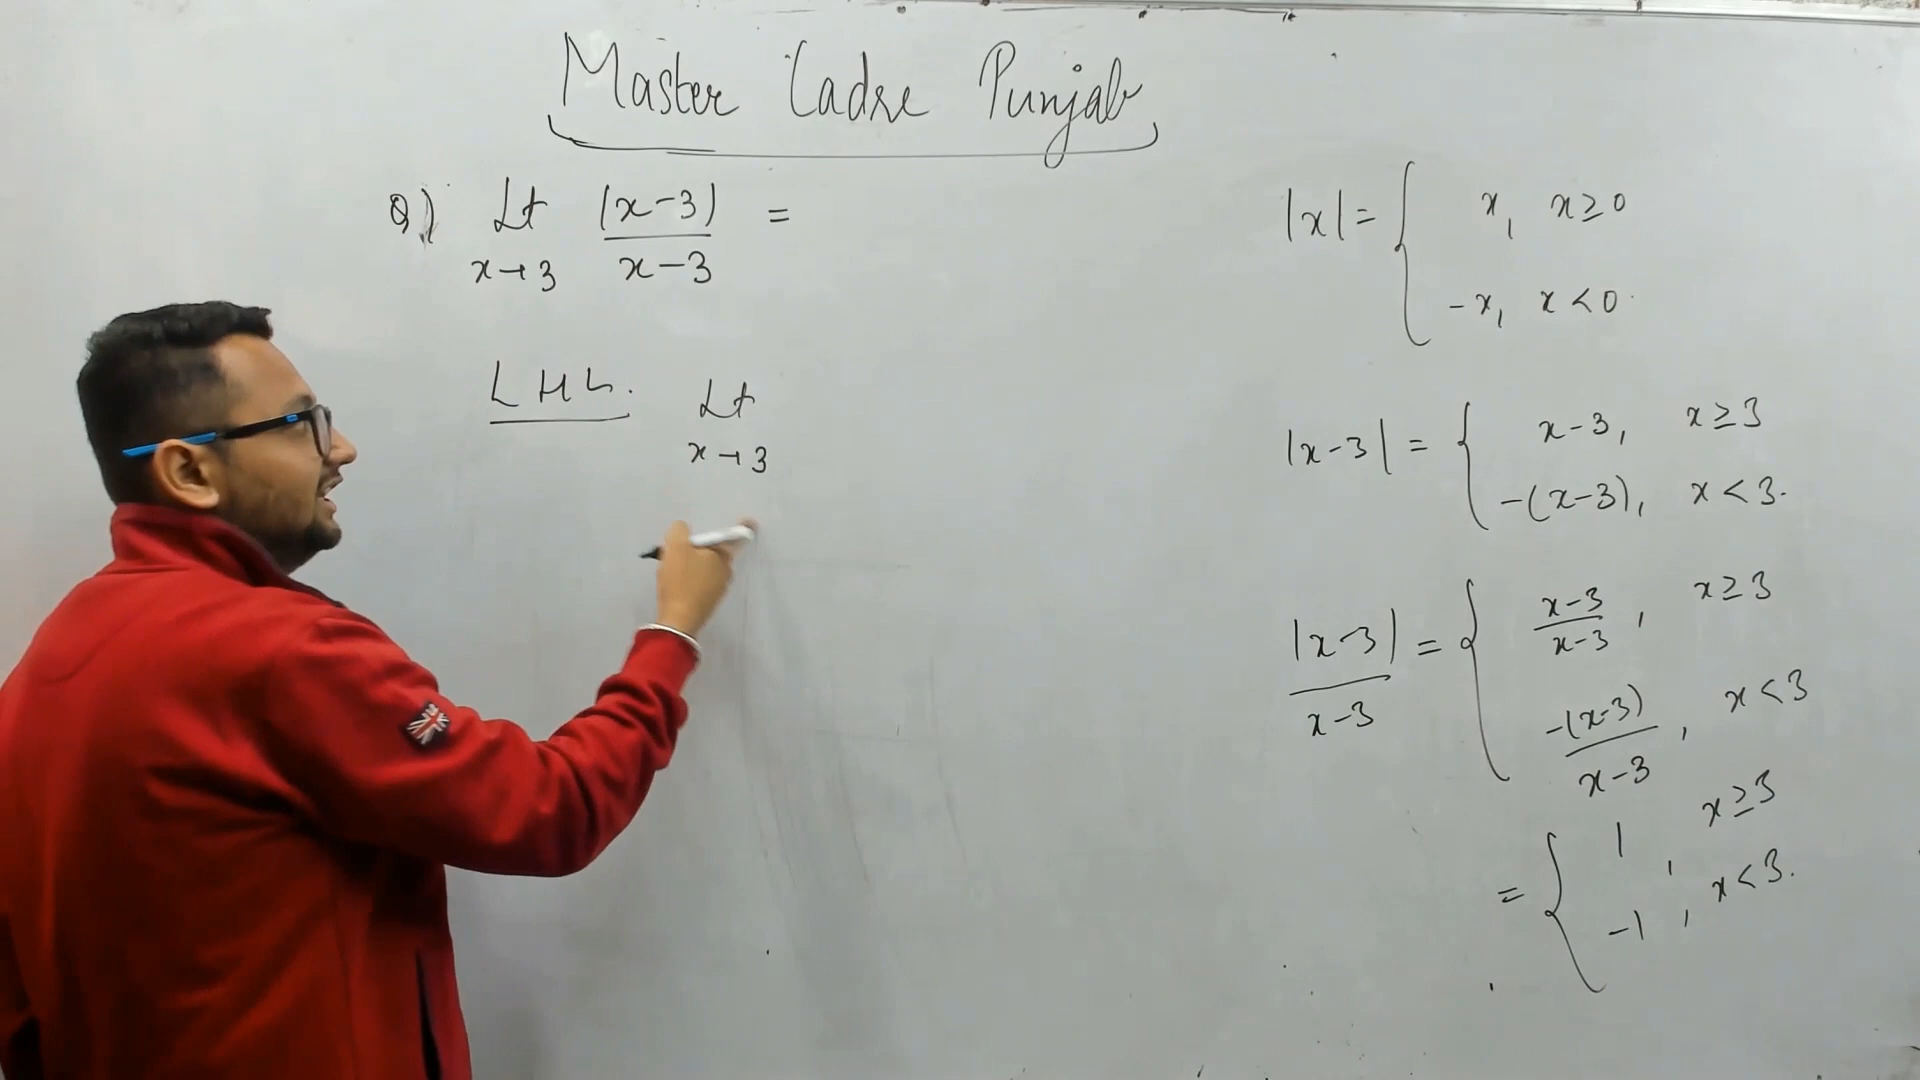 Master Cadre Punjab
Q) Lt |x-3| =
x→3 x-3
L H L. Lt
x→3
|x| = { x, x≥0
-x, x<0.
|x-3| = { x-3, x≥3
-(x-3), x<3.
|x-3| = { x-3, x≥3
x-3 x-3
-(x-3), x<3
x-3
= { 1, x≥3
-1, x<3.